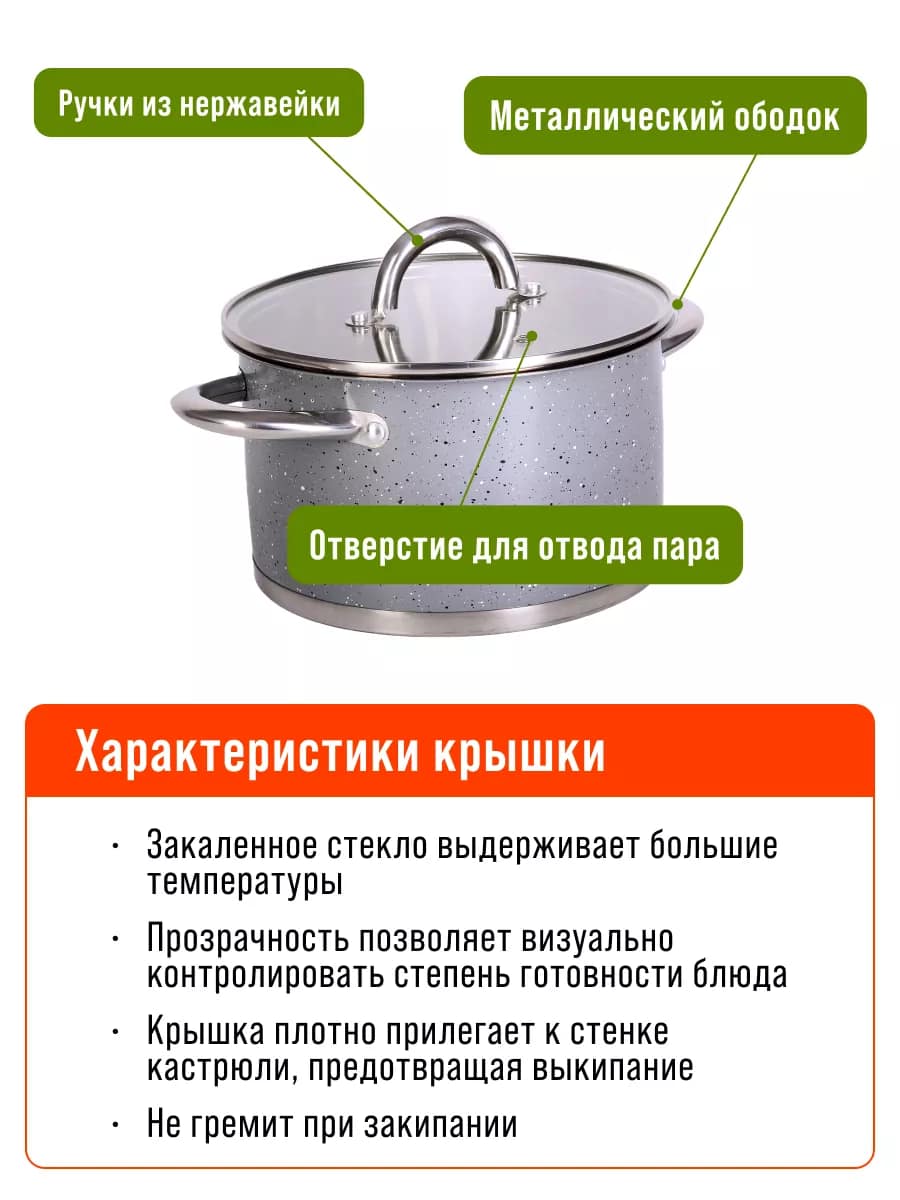 Ручки из нержавейки
Металлический ободок
Отверстие для отвода пара
Характеристики крышки
· Закаленное стекло выдерживает большие
температуры
· Прозрачность позволяет визуально
контролировать степень готовности блюда
· Крышка плотно прилегает к стенке
кастрюли, предотвращая выкипание
· Не гремит при закипании